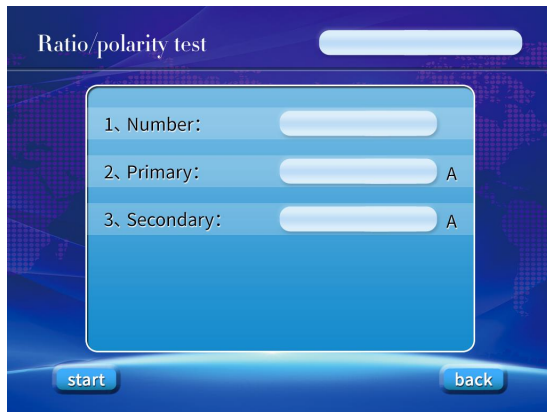 Ratio/polarity test
1、Number:
2、Primary: A
3、Secondary: A
start
back